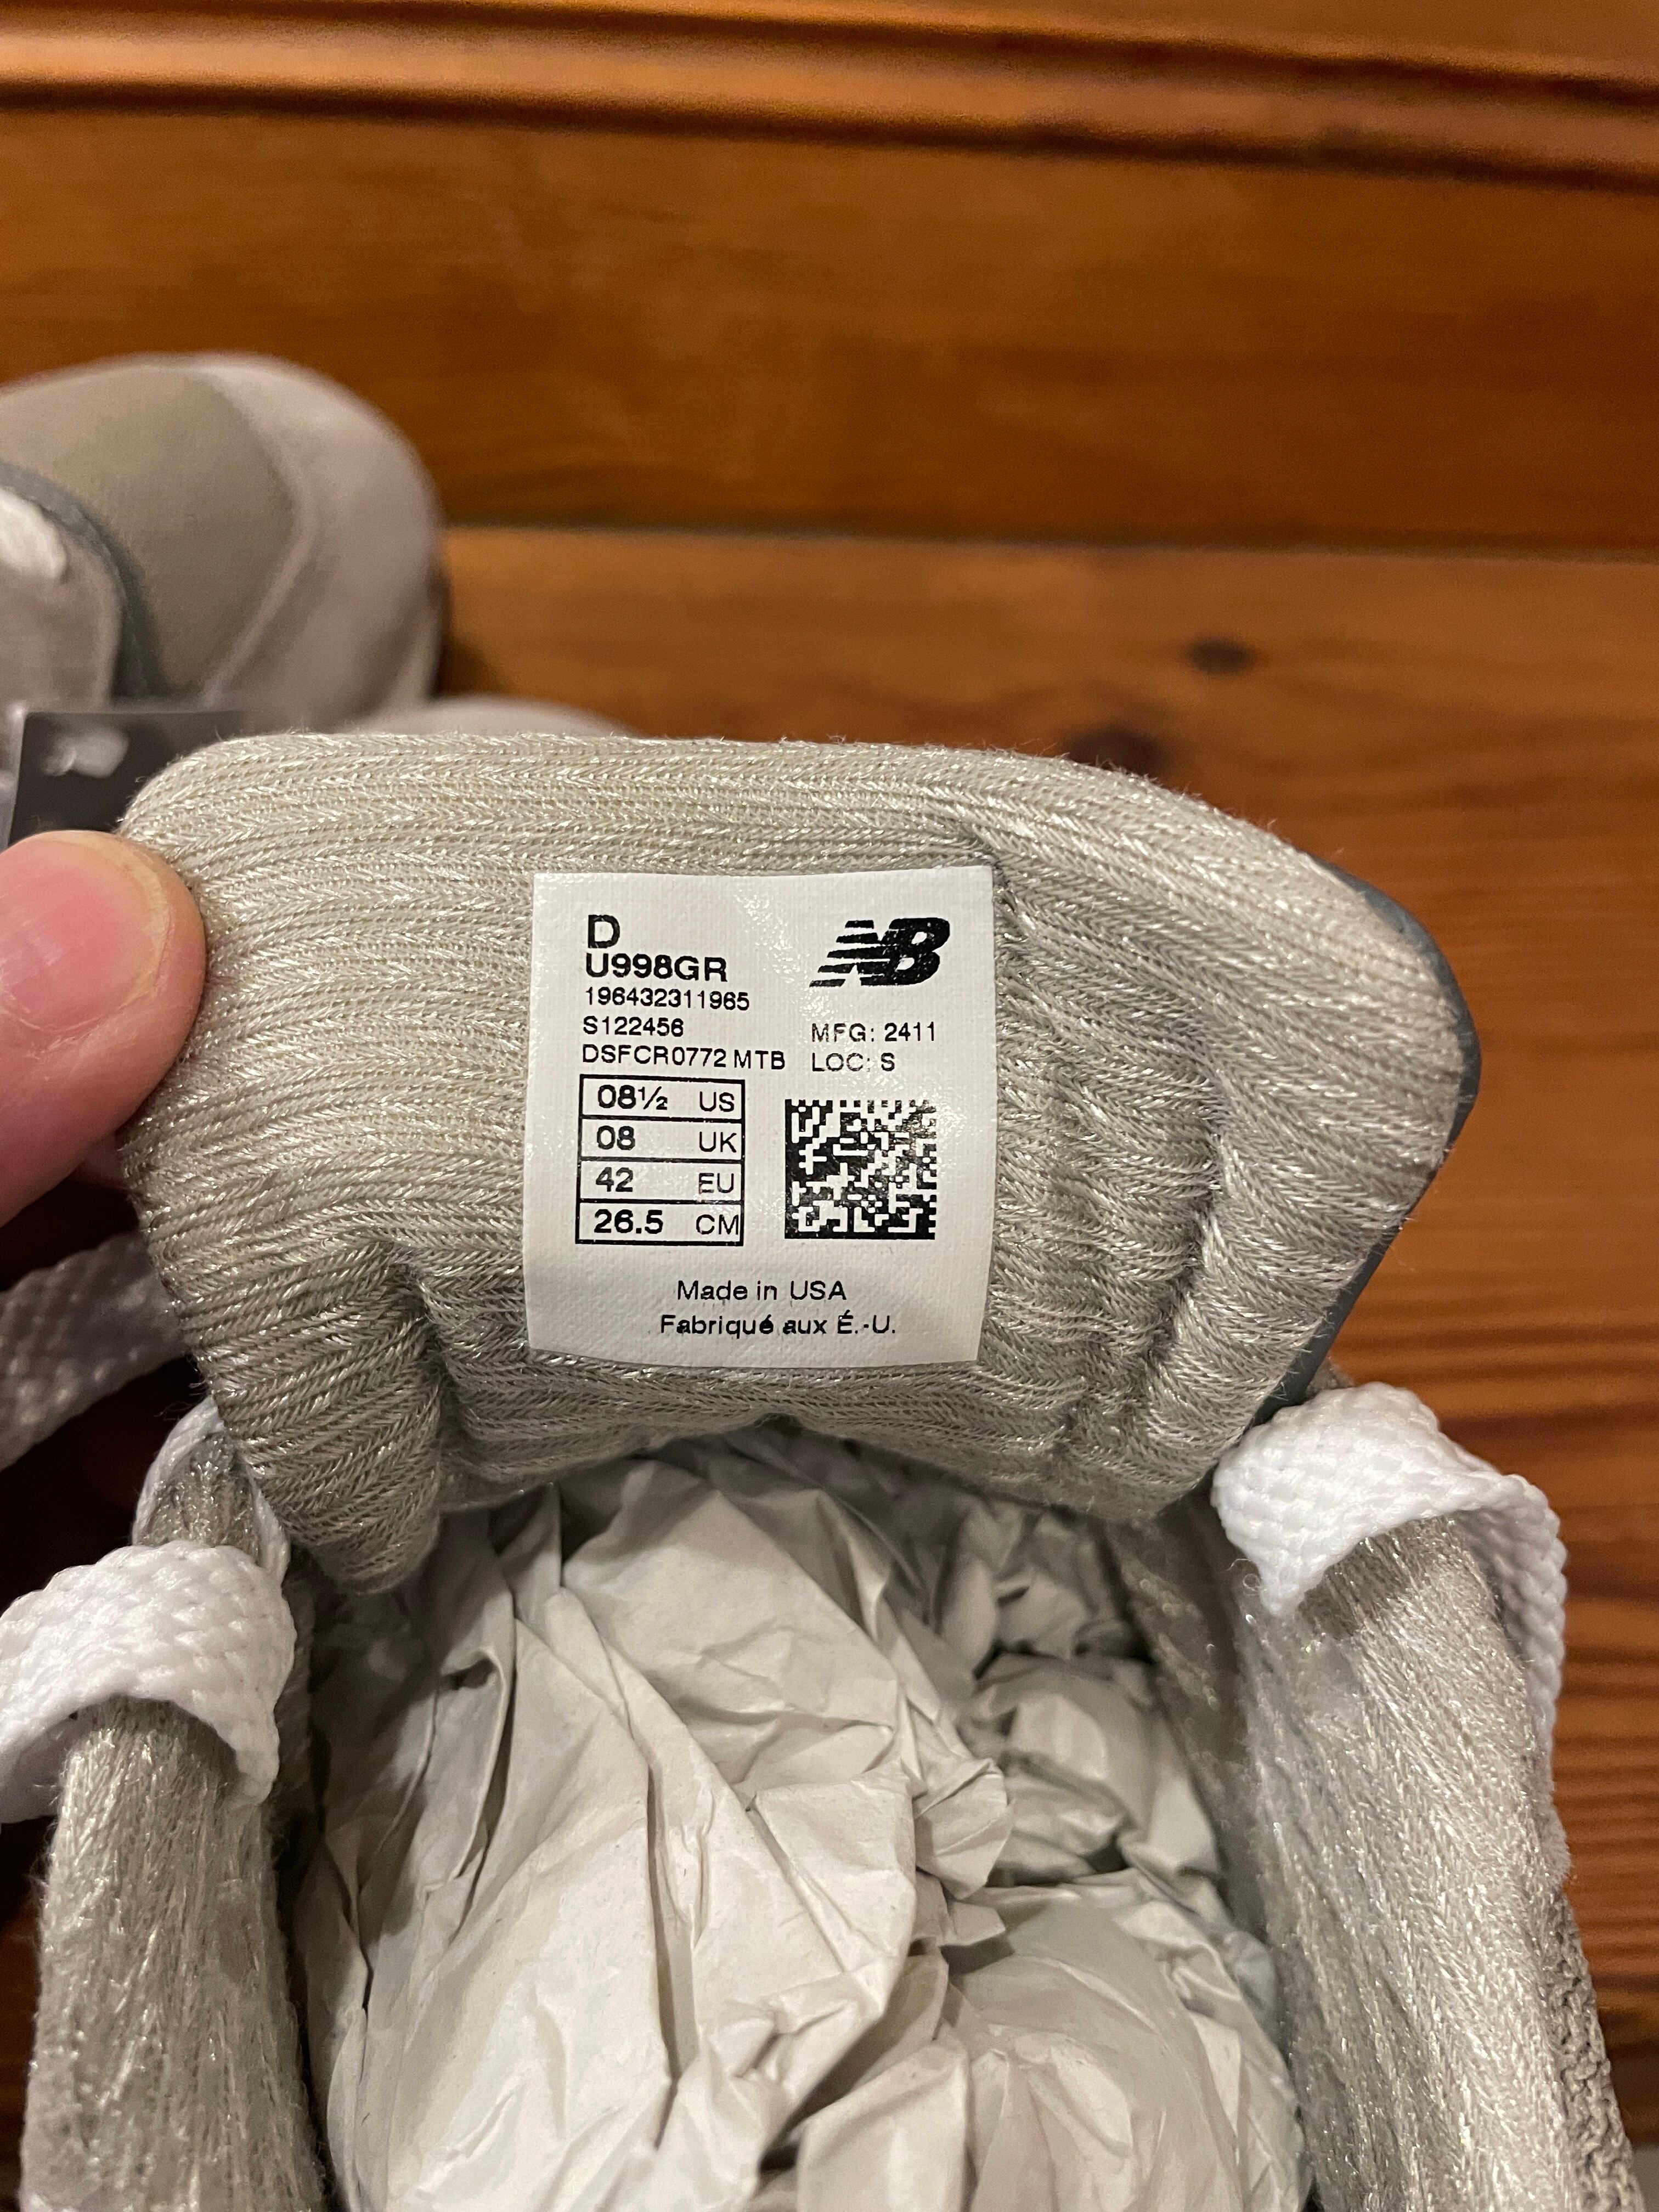 D
U998GR
NB
196432311965
S122456
MFG: 2411
DSFCR0772 MTB
LOC: S
08½ US
08 UK
42 EU
26.5 CM
Made in USA
Fabriqué aux É.-U.